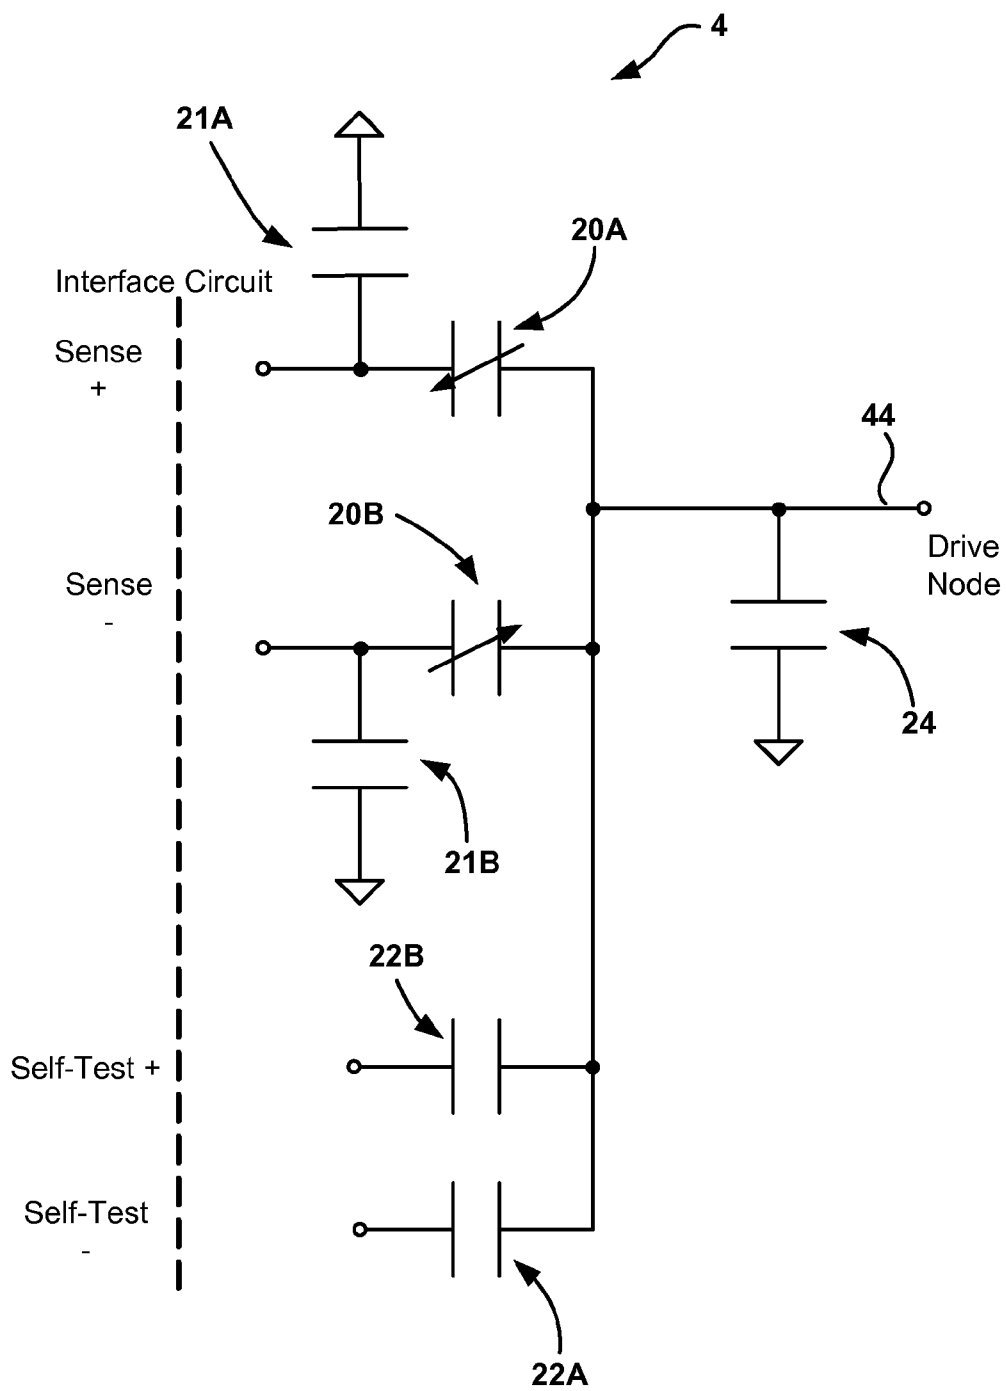 4
21A
20A
Interface Circuit
Sense
+
44
20B
Drive
Node
Sense
-
24
21B
22B
Self-Test +
Self-Test
-
22A